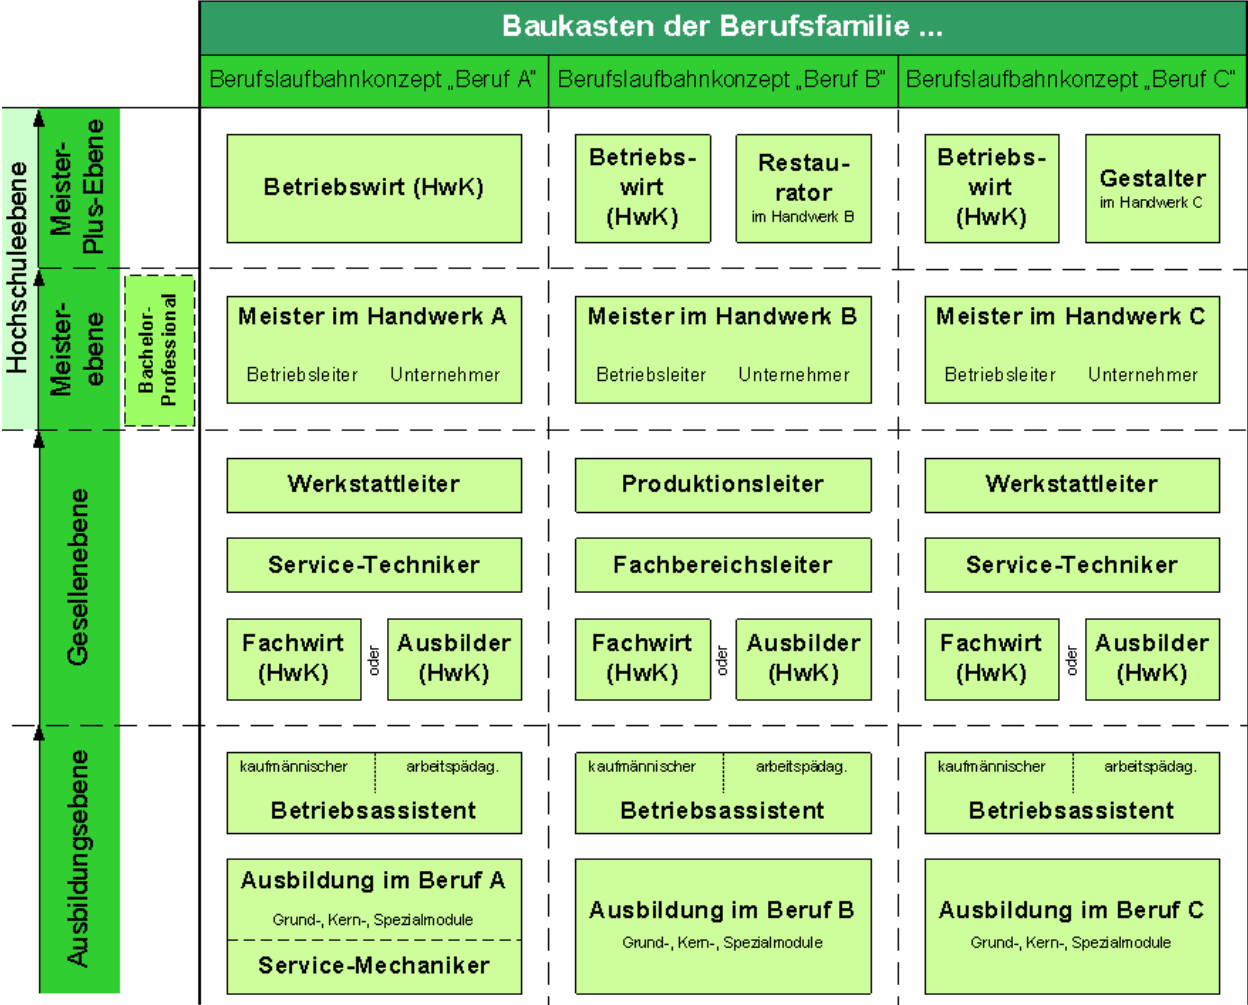 Baukasten der Berufsfamilie ...
Berufslaufbahnkonzept „Beruf A“
Berufslaufbahnkonzept „Beruf B“
Berufslaufbahnkonzept „Beruf C“
Hochschuleebene
Meister-
Plus-Ebene
Betriebswirt (HwK)
Betriebs-
wirt
(HwK)
Restau-
rator
im Handwerk B
Betriebs-
wirt
(HwK)
Gestalter
im Handwerk C
Meister-
ebene
Bachelor-
Professional
Meister im Handwerk A
Betriebsleiter Unternehmer
Meister im Handwerk B
Betriebsleiter Unternehmer
Meister im Handwerk C
Betriebsleiter Unternehmer
Gesellenebene
Werkstattleiter
Produktionsleiter
Werkstattleiter
Service-Techniker
Fachbereichsleiter
Service-Techniker
Fachwirt
(HwK)
oder
Ausbilder
(HwK)
Fachwirt
(HwK)
oder
Ausbilder
(HwK)
Fachwirt
(HwK)
oder
Ausbilder
(HwK)
Ausbildungsebene
kaufmännischer arbeitspädag.
Betriebsassistent
kaufmännischer arbeitspädag.
Betriebsassistent
kaufmännischer arbeitspädag.
Betriebsassistent
Ausbildung im Beruf A
Grund-, Kern-, Spezialmodule
Service-Mechaniker
Ausbildung im Beruf B
Grund-, Kern-, Spezialmodule
Ausbildung im Beruf C
Grund-, Kern-, Spezialmodule